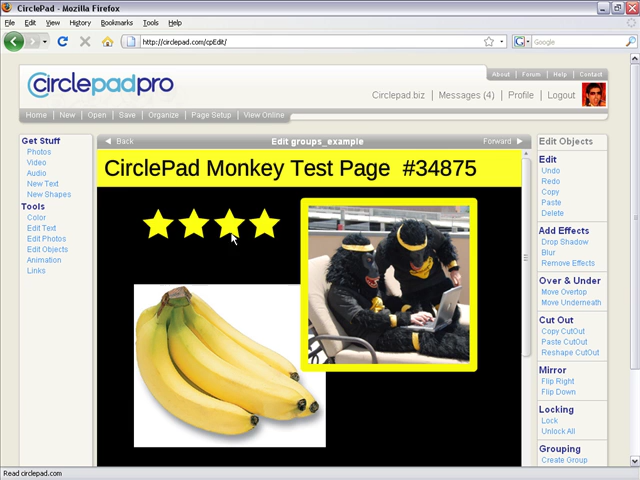 CirclePad - Mozilla Firefox
File Edit View History Bookmarks Tools Help
http://circlepad.com/cpEdit/
Google
circlepadpro
About Forum Help Contact
Circlepad.biz Messages (4) Profile Logout
Home New Open Save Organize Page Setup View Online
Get Stuff
Photos
Video
Audio
New Text
New Shapes
Tools
Color
Edit Text
Edit Photos
Edit Objects
Animation
Links
Back Edit groups_example Forward
CirclePad Monkey Test Page #34875
Edit Objects
Edit
Undo
Redo
Copy
Paste
Delete
Add Effects
Drop Shadow
Blur
Remove Effects
Over & Under
Move Overtop
Move Underneath
Cut Out
Copy CutOut
Paste CutOut
Reshape CutOut
Mirror
Flip Right
Flip Down
Locking
Lock
Unlock All
Grouping
Create Group
Read circlepad.com